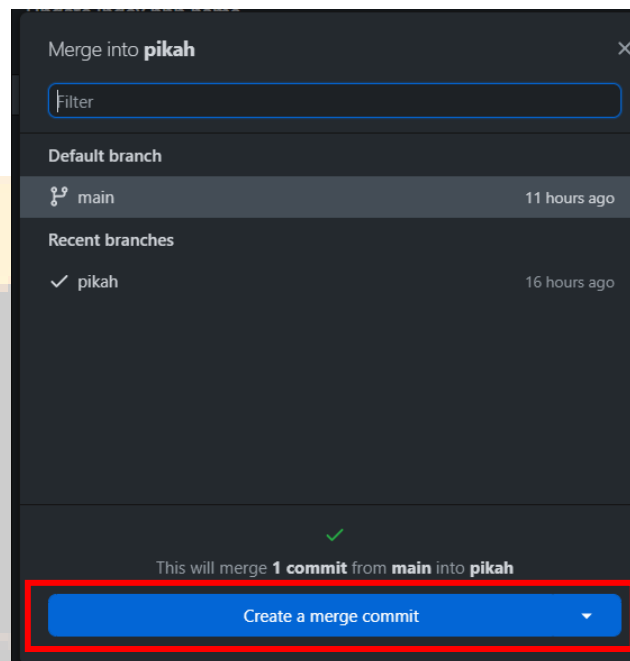 Merge into pikah
Filter
Default branch
main 11 hours ago
Recent branches
pikah 16 hours ago
This will merge 1 commit from main into pikah
Create a merge commit